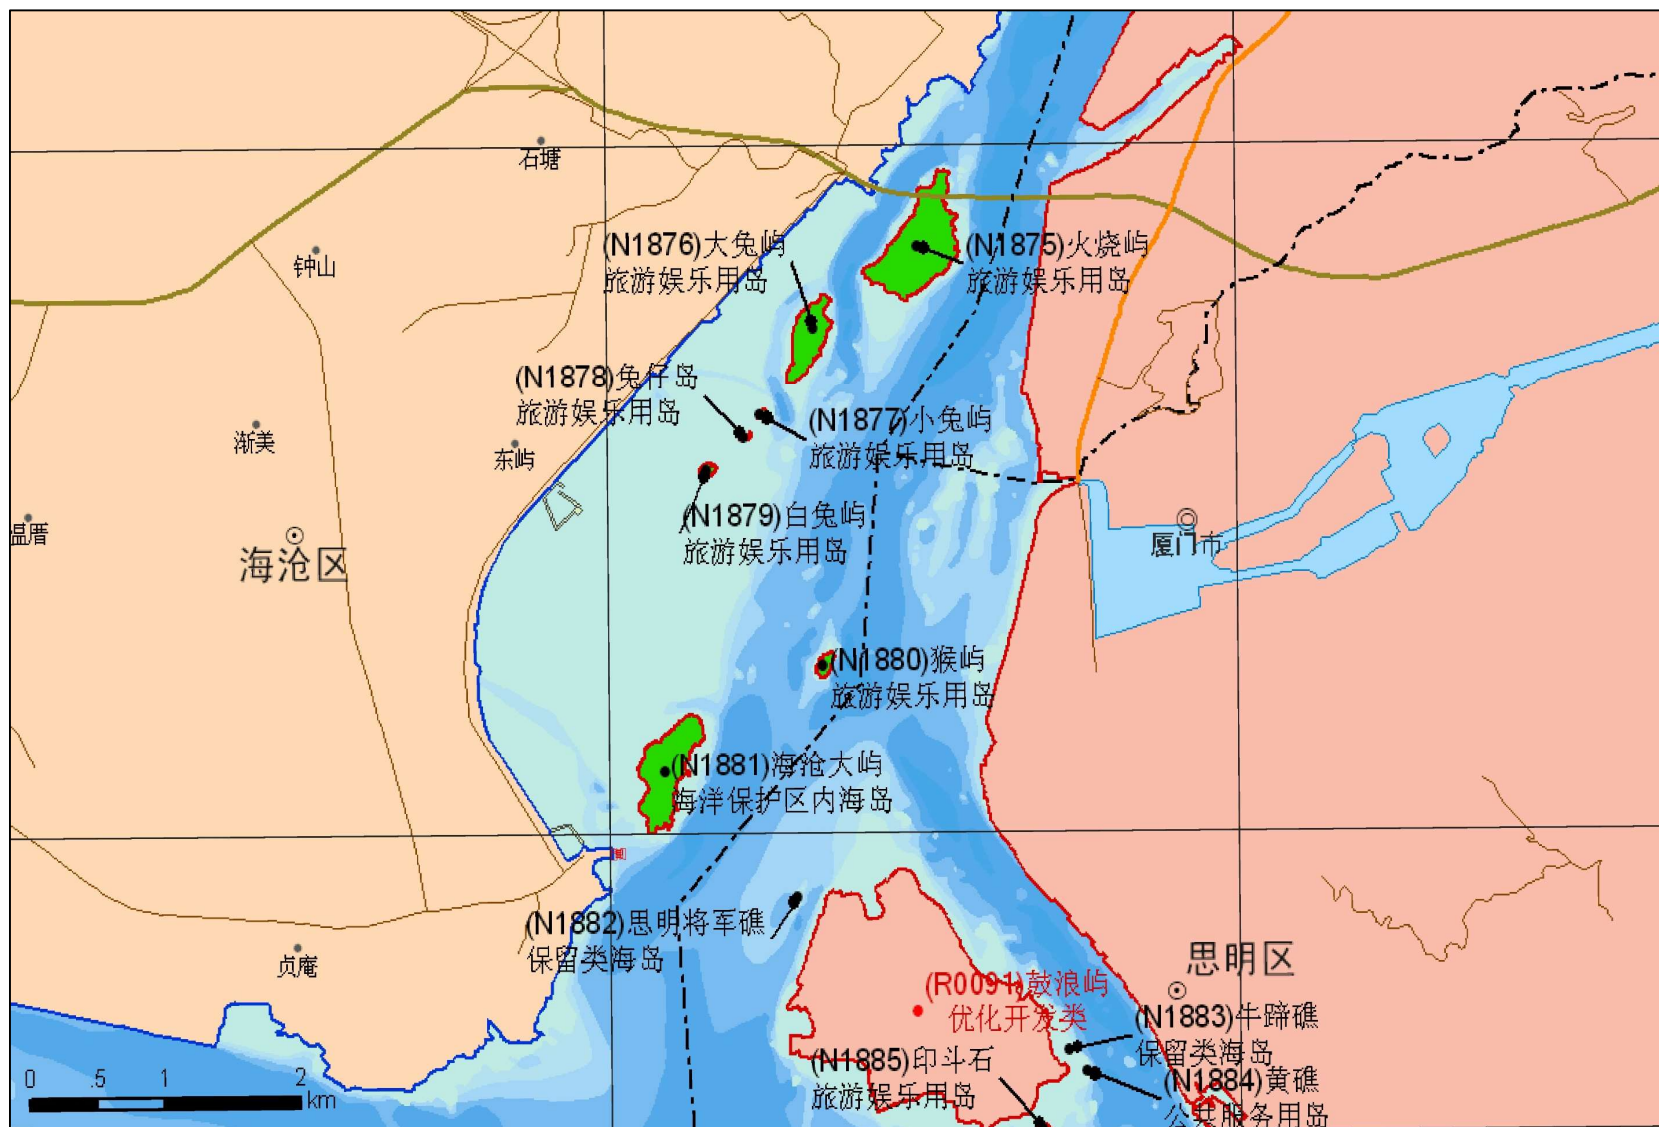 石塘
(N1876)大兔屿
旅游娱乐用岛
(N1875)火烧屿
旅游娱乐用岛
钟山
(N1878)兔仔岛
旅游娱乐用岛
(N1877)小兔屿
旅游娱乐用岛
渐美
东屿
(N1879)白兔屿
旅游娱乐用岛
温厝
海沧区
厦门市
(N1880)猴屿
旅游娱乐用岛
(N1881)海沧大屿
海洋保护区内海岛
(N1882)思明将军礁
保留类海岛
贞庵
思明区
(R0091)鼓浪屿
优化开发类
(N1883)牛蹄礁
保留类海岛
(N1885)印斗石
旅游娱乐用岛
(N1884)黄礁
公共服务用岛
0 .5 1 2
km